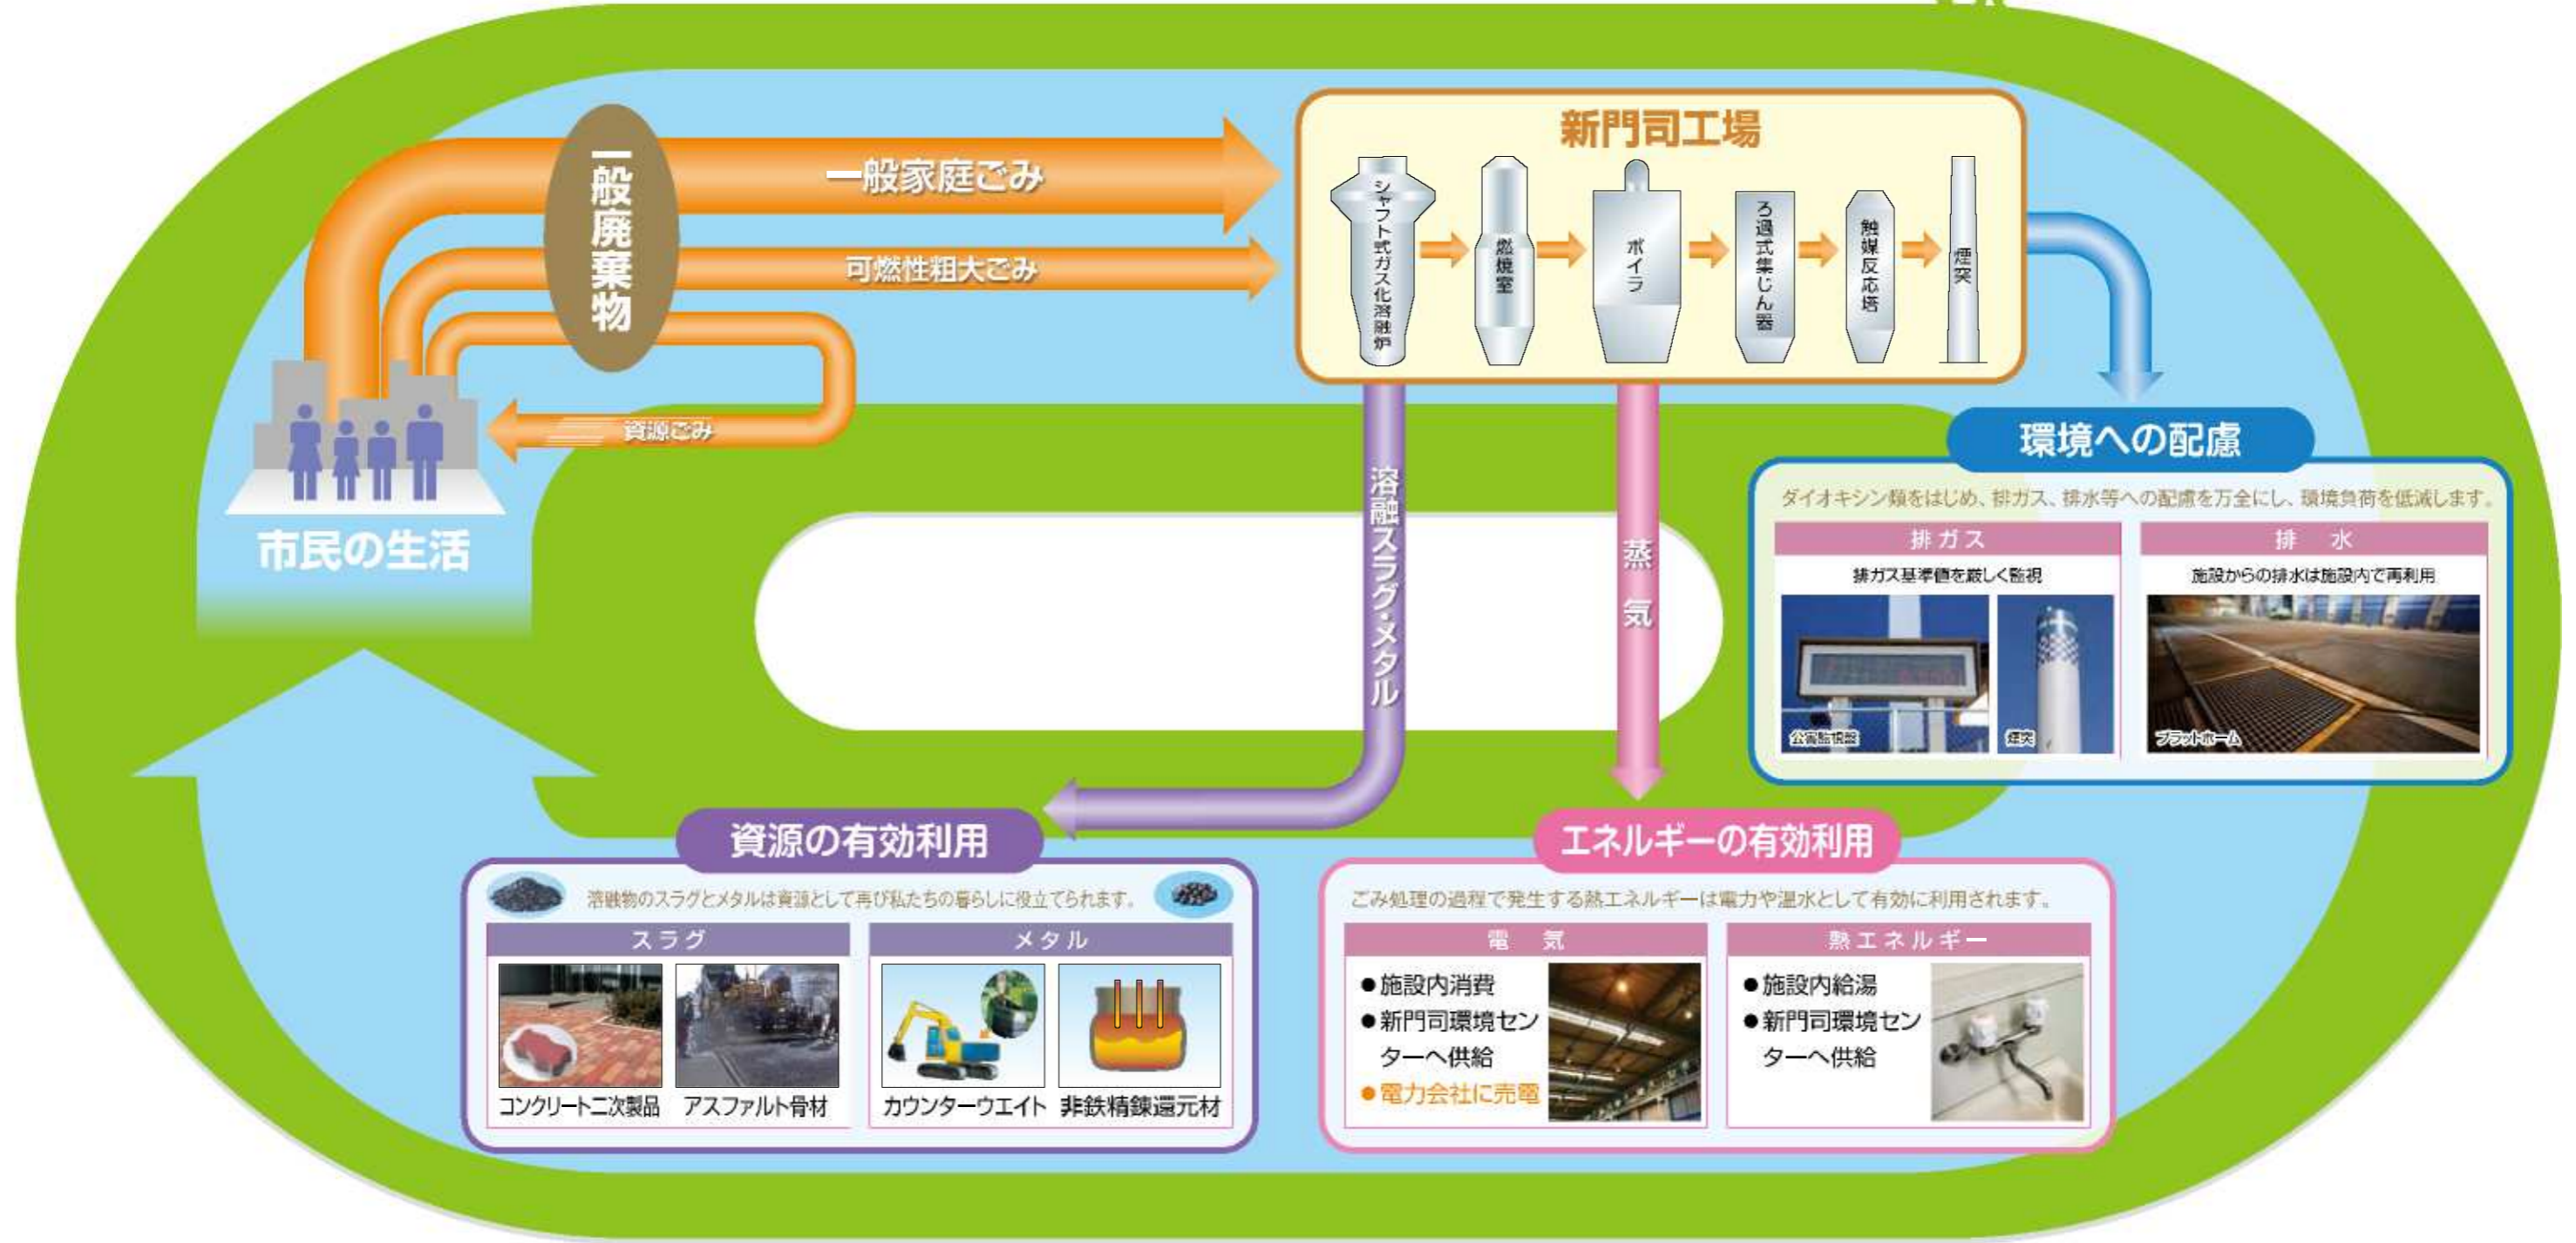 一般廃棄物
一般家庭ごみ
可燃性粗大ごみ
資源ごみ
市民の生活
新門司工場
シャフト式ガス化溶融炉
燃焼室
ボイラ
ろ過式集じん器
触媒反応塔
煙突
溶融スラグ・メタル
蒸気
環境への配慮
ダイオキシン類をはじめ、排ガス、排水等への配慮を万全にし、環境負荷を低減します。
排ガス
排ガス基準値を厳しく監視
公害監視盤
煙突
排 水
施設からの排水は施設内で再利用
プラットホーム
資源の有効利用
溶融物のスラグとメタルは資源として再び私たちの暮らしに役立てられます。
スラグ
コンクリート二次製品
アスファルト骨材
メタル
カウンターウエイト
非鉄精錬還元材
エネルギーの有効利用
ごみ処理の過程で発生する熱エネルギーは電力や温水として有効に利用されます。
電 気
●施設内消費
●新門司環境セン
ターへ供給
●電力会社に売電
熱エネルギー
●施設内給湯
●新門司環境セン
ターへ供給